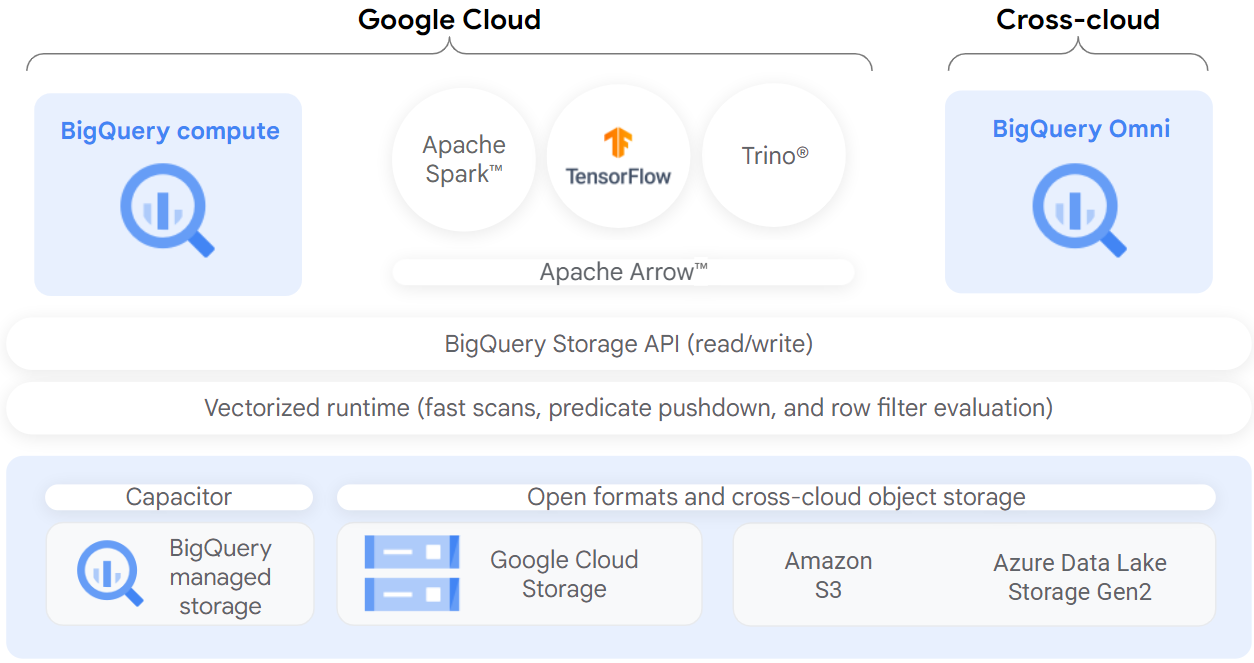 Google Cloud
Cross-cloud
BigQuery compute
Apache
Spark™
TensorFlow
Trino®
BigQuery Omni
Apache Arrow™
BigQuery Storage API (read/write)
Vectorized runtime (fast scans, predicate pushdown, and row filter evaluation)
Capacitor
Open formats and cross-cloud object storage
BigQuery
managed
storage
Google Cloud
Storage
Amazon
S3
Azure Data Lake
Storage Gen2